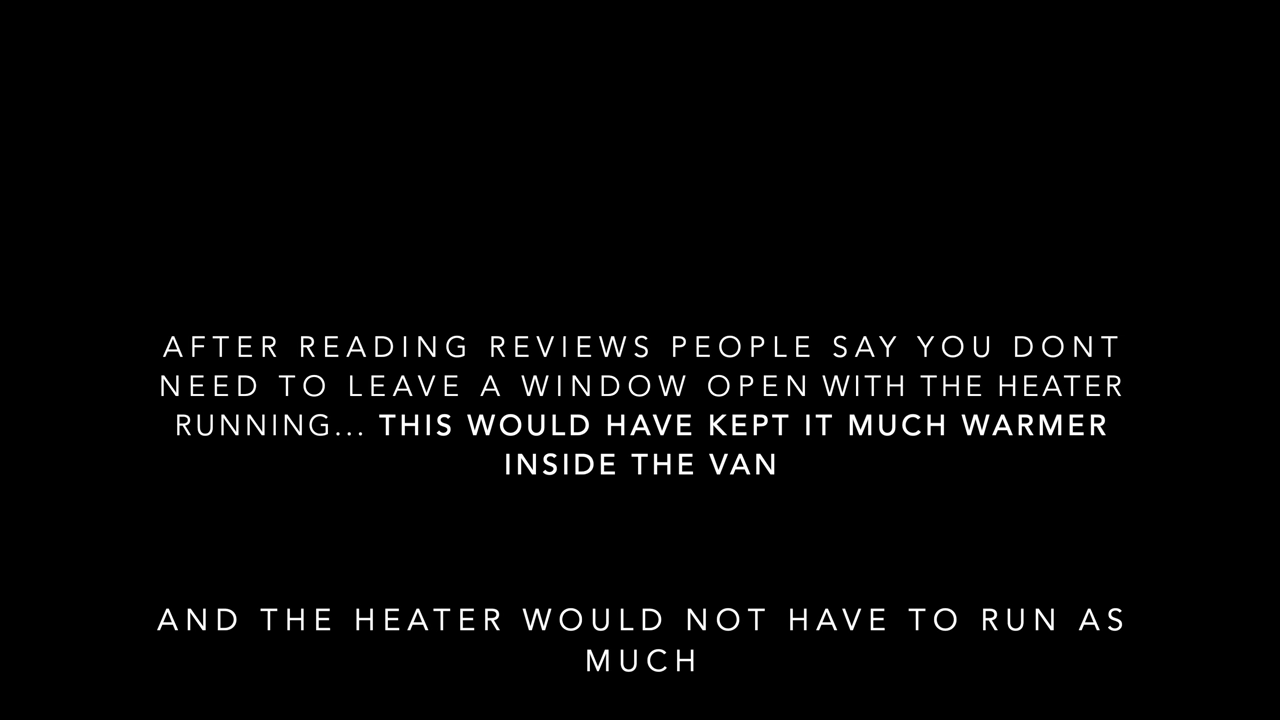 AFTER READING REVIEWS PEOPLE SAY YOU DONT
NEED TO LEAVE A WINDOW OPEN WITH THE HEATER
RUNNING... THIS WOULD HAVE KEPT IT MUCH WARMER
INSIDE THE VAN
AND THE HEATER WOULD NOT HAVE TO RUN AS
MUCH